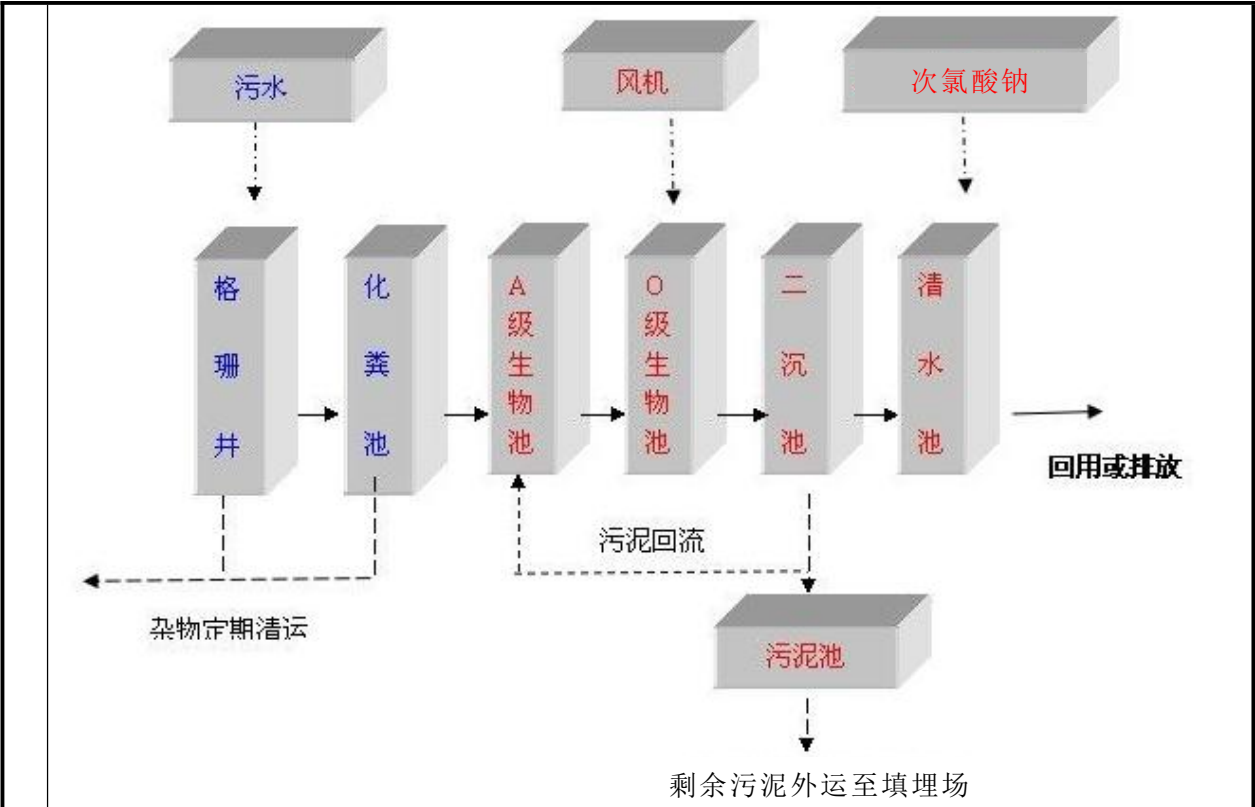 污水
风机
次氯酸钠
格珊井
化粪池
A级生物池
O级生物池
二沉池
清水池
回用或排放
污泥回流
杂物定期清运
污泥池
剩余污泥外运至填埋场